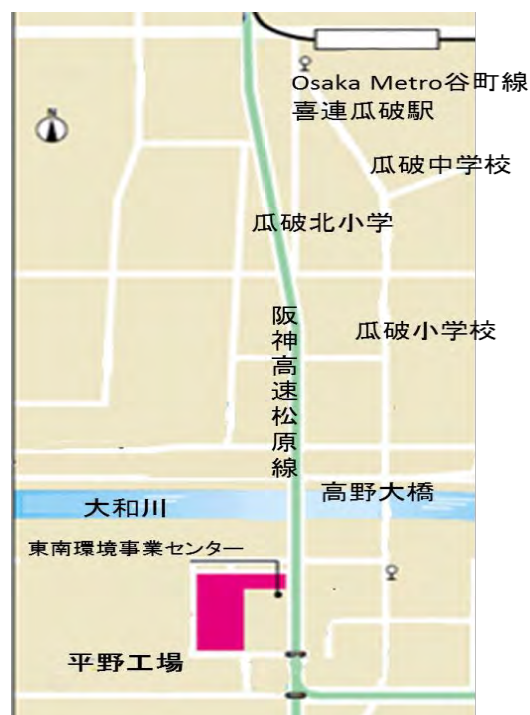 N
Osaka Metro谷町線
喜連瓜破駅
瓜破中学校
瓜破北小学
阪神高速松原線
瓜破小学校
高野大橋
大和川
東南環境事業センター
平野工場